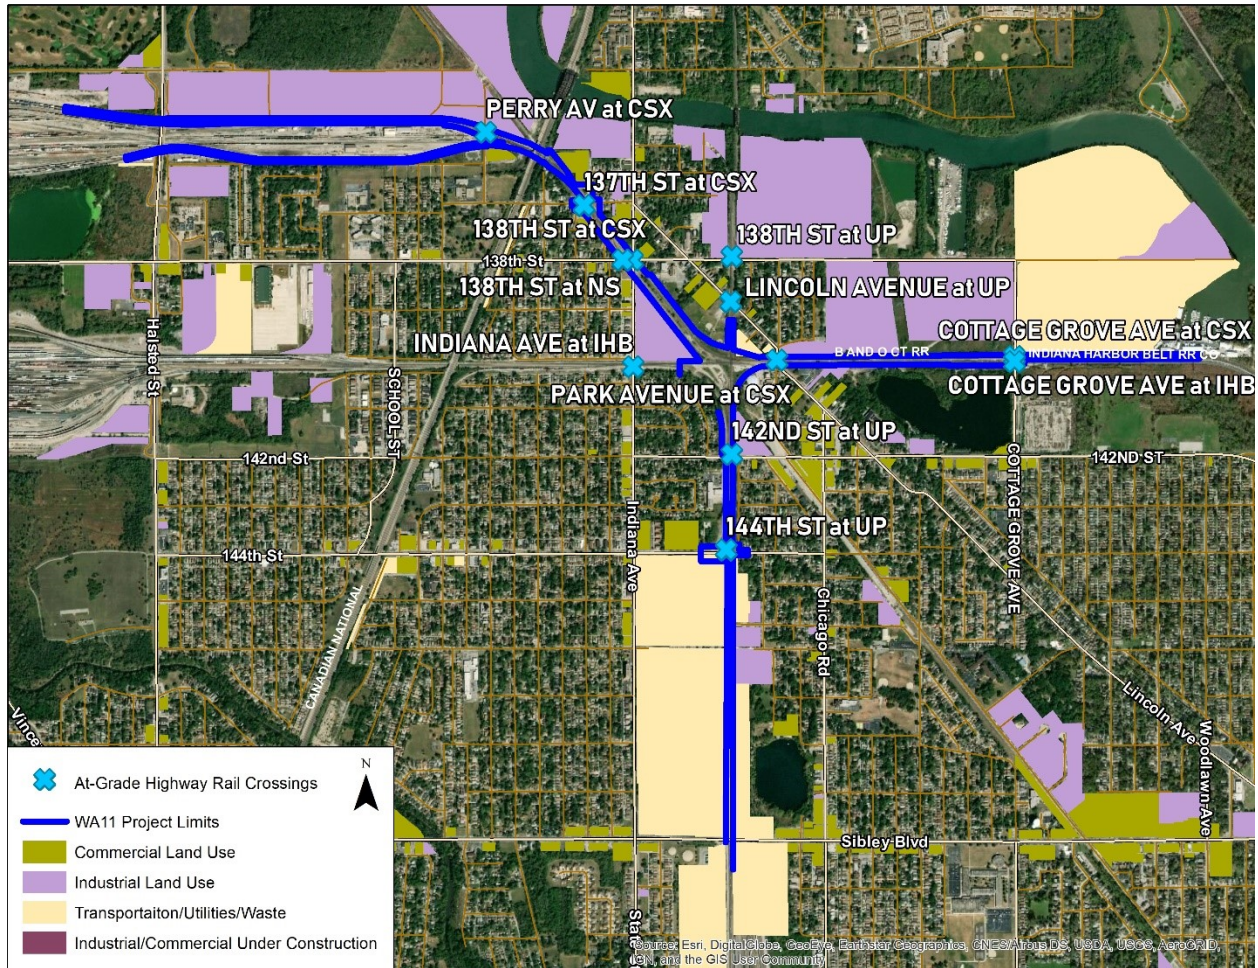 PERRY AV at CSX
137TH ST at CSX
138TH ST at CSX
138TH ST at UP
138th St
138TH ST at NS
LINCOLN AVENUE at UP
Halsted St
SCHOOL ST
INDIANA AVE at IHB
COTTAGE GROVE AVE at CSX
B AND O CT RR
INDIANA HARBOR BELT RR CO
PARK AVENUE at CSX
COTTAGE GROVE AVE at IHB
142nd St
142ND ST at UP
142ND ST
COTTAGE GROVE AVE
Indiana Ave
144th St
144TH ST at UP
CANADIAN NATIONAL
Chicago Rd
Lincoln Ave
Woodlawn Ave
Vince
Sibley Blvd
State
N
At-Grade Highway Rail Crossings
WA11 Project Limits
Commercial Land Use
Industrial Land Use
Transportaiton/Utilities/Waste
Industrial/Commercial Under Construction
Source: Esri, DigitalGlobe, GeoEye, Earthstar Geographics, CNES/Airbus DS, USDA, USGS, AeroGRID,
IGN, and the GIS User Community